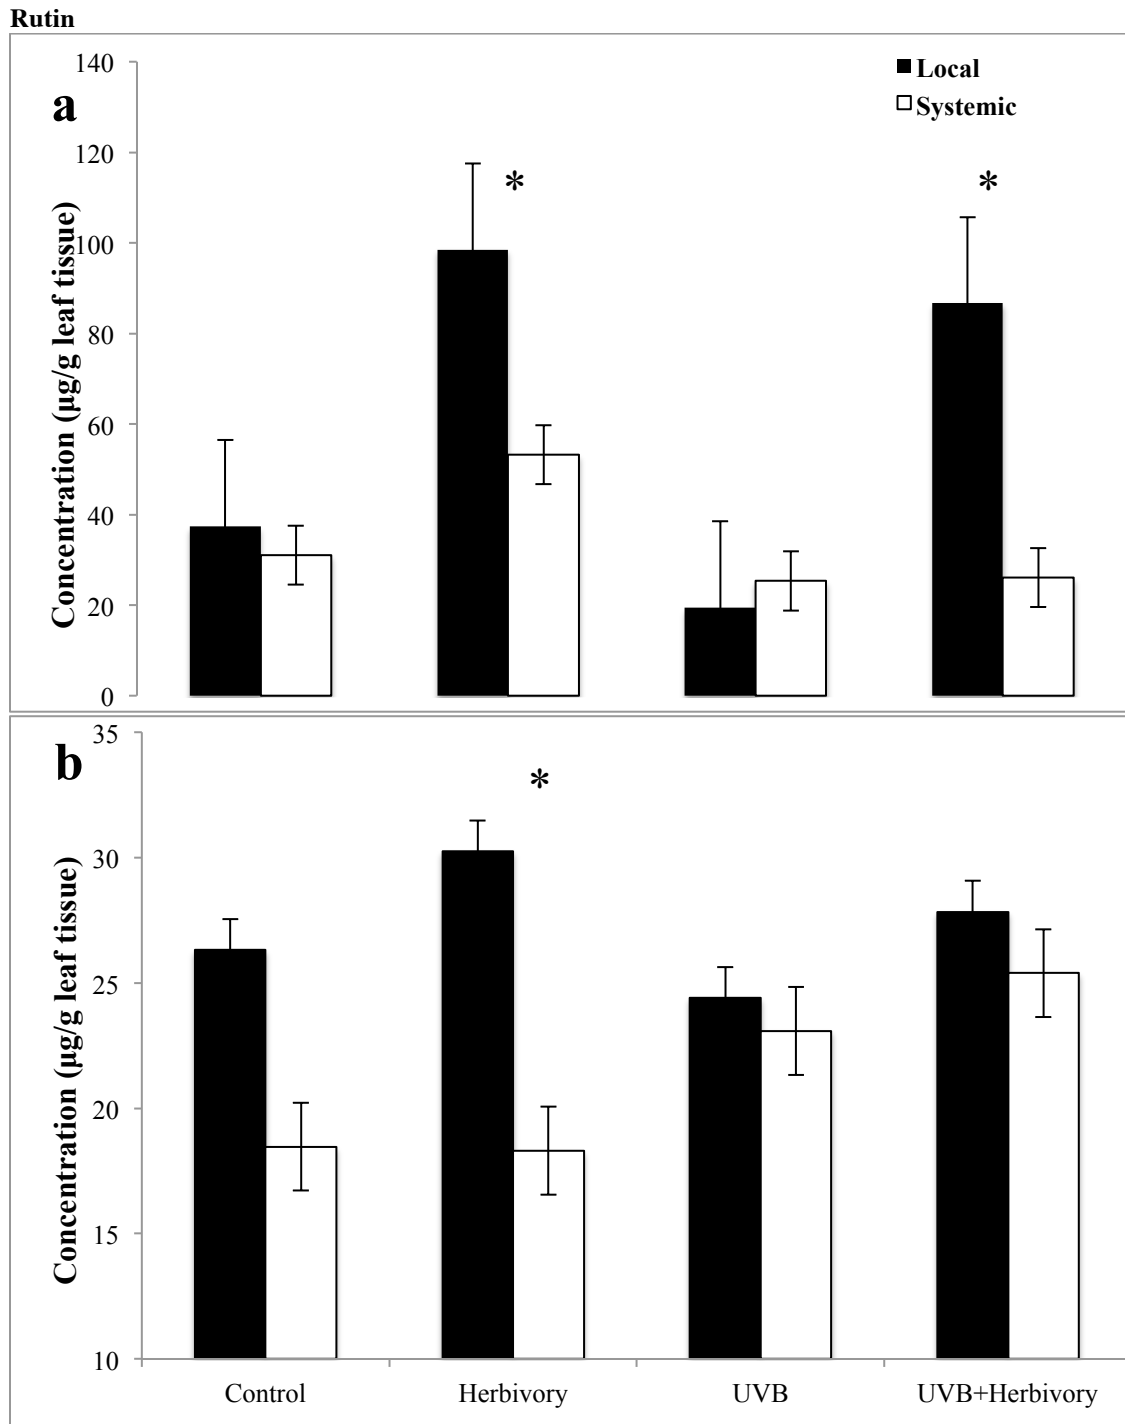 Rutin
a
Local
Systemic
Concentration (µg/g leaf tissue)
140
120
100
80
60
40
20
0
*
*
b
Concentration (µg/g leaf tissue)
35
30
25
20
15
10
*
Control
Herbivory
UVB
UVB+Herbivory